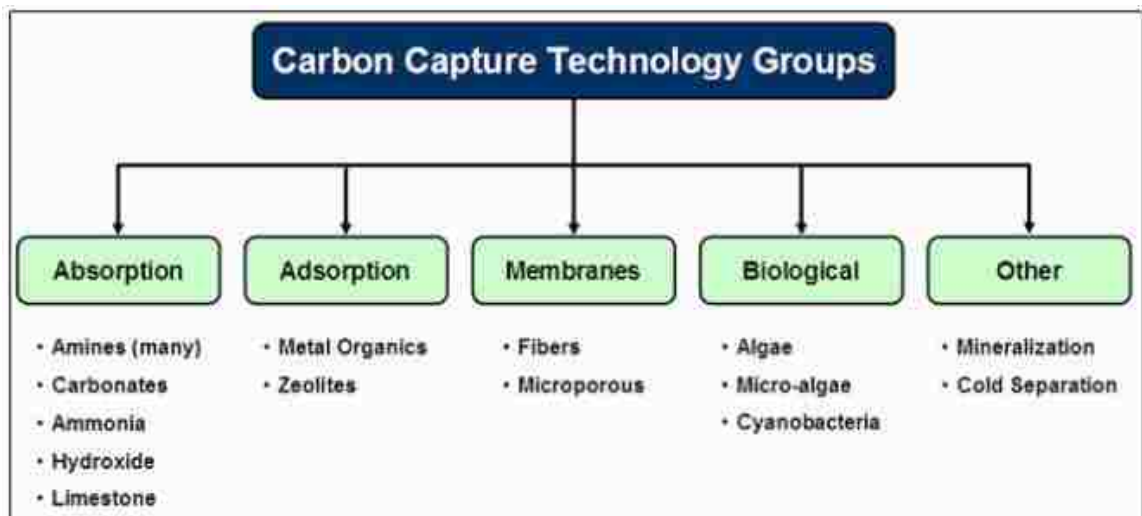 Carbon Capture Technology Groups
Absorption
Adsorption
Membranes
Biological
Other
• Amines (many)
• Carbonates
• Ammonia
• Hydroxide
• Limestone
• Metal Organics
• Zeolites
• Fibers
• Microporous
• Algae
• Micro-algae
• Cyanobacteria
• Mineralization
• Cold Separation